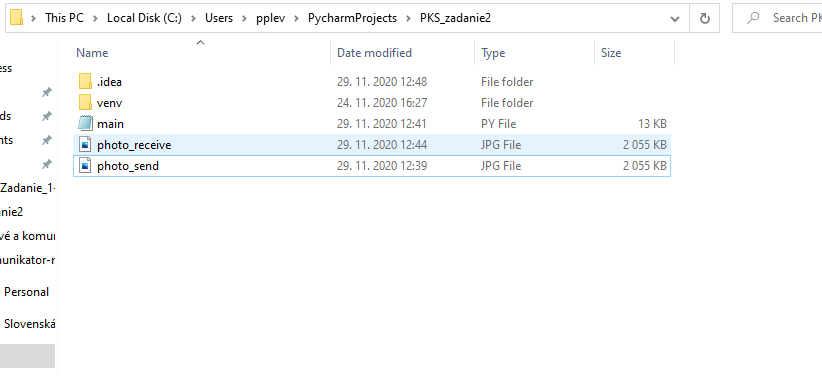 This PC > Local Disk (C:) > Users > pplev > PycharmProjects > PKS_zadanie2
Search PK
Name Date modified Type Size
ess
.idea 29. 11. 2020 12:48 File folder
venv 24. 11. 2020 16:27 File folder
ds
main 29. 11. 2020 12:41 PY File 13 KB
nts
photo_receive 29. 11. 2020 12:44 JPG File 2 055 KB
photo_send 29. 11. 2020 12:39 JPG File 2 055 KB
Zadanie_1-
anie2
vé a komun
unikator-r
Personal
Slovenská